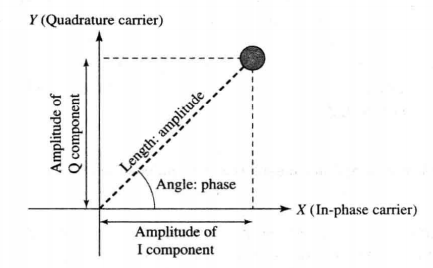 Y (Quadrature carrier)
Amplitude of
Q component
Length: amplitude
Angle: phase
X (In-phase carrier)
Amplitude of
I component